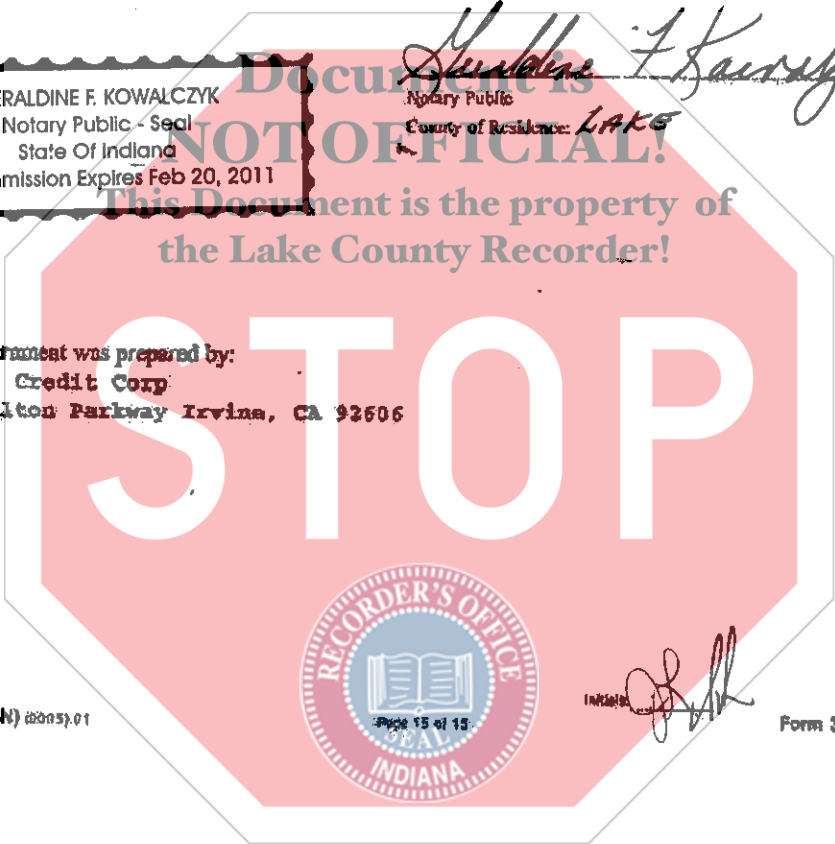 Document is
NOT OFFICIAL!
This Document is the property of
the Lake County Recorder!
ERALDINE F. KOWALCZYK
Notary Public - Seal
State Of Indiana
mission Expires Feb 20, 2011
Notary Public
County of Residence: LAKE
rument was prepared by:
Credit Corp
lton Parkway Irvine, CA 92606
STOP
RECORDER'S OFFICE
SEAL
INDIANA
N) (0005).01
Page 15 of 15
Initials:
Form 3